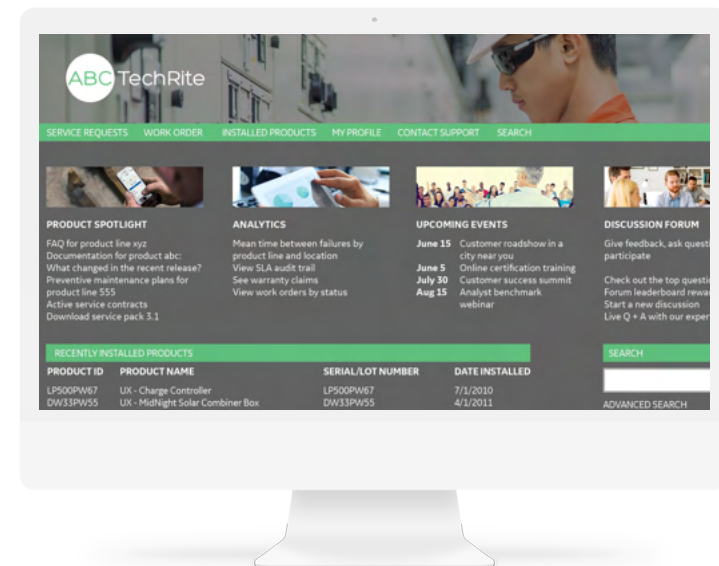 ABC TechRite
SERVICE REQUESTS WORK ORDER INSTALLED PRODUCTS MY PROFILE CONTACT SUPPORT SEARCH
PRODUCT SPOTLIGHT
FAQ for product line xyz
Documentation for product abc:
What changed in the recent release?
Preventive maintenance plans for
product line 555
Active service contracts
Download service pack 3.1
ANALYTICS
Mean time between failures by
product line and location
View SLA audit trail
See warranty claims
View work orders by status
UPCOMING EVENTS
June 15 Customer roadshow in a
city near you
June 5 Online certification training
July 30 Customer success summit
Aug 15 Analyst benchmark
webinar
DISCUSSION FORUM
Give feedback, ask
participate
Check out the top
Forum leaderboard
Start a new discussion
Live Q + A with our
RECENTLY INSTALLED PRODUCTS
PRODUCT ID PRODUCT NAME SERIAL/LOT NUMBER DATE INSTALLED
LP500PW67 UX - Charge Controller LP500PW67 7/1/2010
DW33PW55 UX - MidNight Solar Combiner Box DW33PW55 4/1/2011
SEARCH
ADVANCED SEARCH